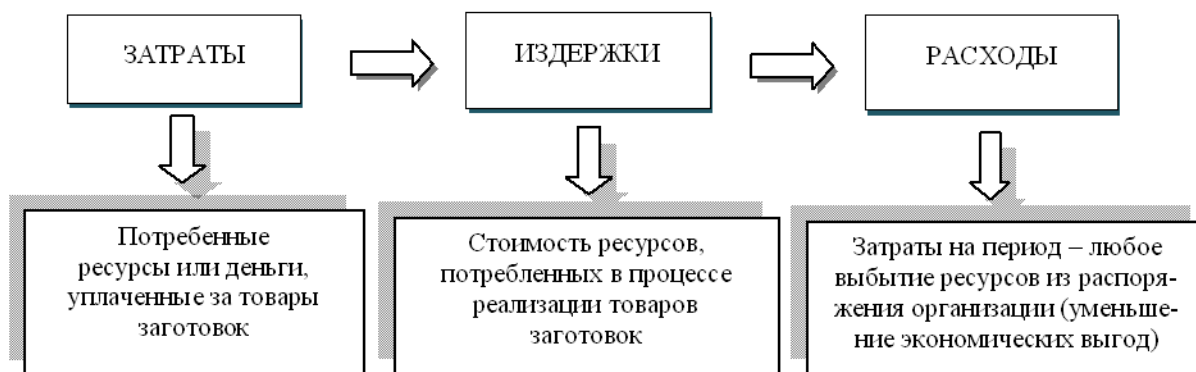 ЗАТРАТЫ
ИЗДЕРЖКИ
РАСХОДЫ
Потребенные
ресурсы или деньги,
уплаченные за товары
заготовок
Стоимость ресурсов,
потребленных в процессе
реализации товаров
заготовок
Затраты на период – любое
выбытие ресурсов из распоря-
жения организации (уменьше-
ние экономических выгод)